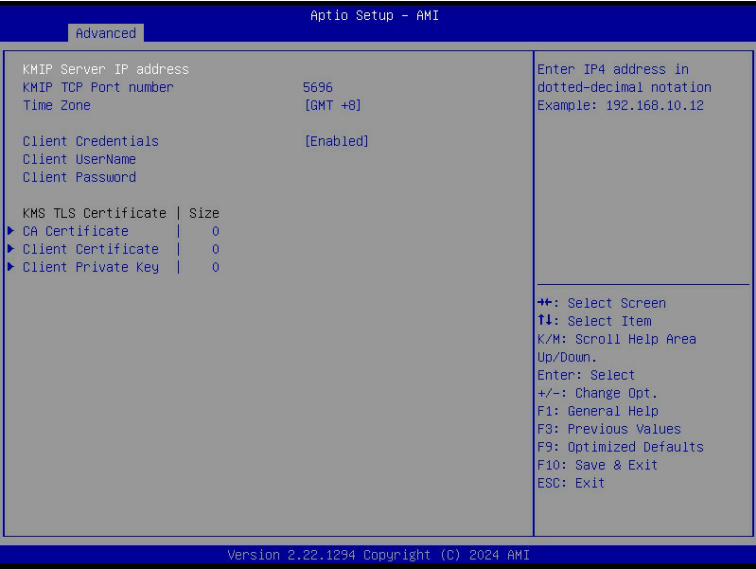 Aptio Setup – AMI
Advanced
KMIP Server IP address
KMIP TCP Port number 5696
Time Zone [GMT +8]
Client Credentials [Enabled]
Client UserName
Client Password
KMS TLS Certificate | Size
▶ CA Certificate | 0
▶ Client Certificate | 0
▶ Client Private Key | 0
Enter IP4 address in
dotted-decimal notation
Example: 192.168.10.12
→←: Select Screen
↑↓: Select Item
K/M: Scroll Help Area
Up/Down.
Enter: Select
+/-: Change Opt.
F1: General Help
F3: Previous Values
F9: Optimized Defaults
F10: Save & Exit
ESC: Exit
Version 2.22.1294 Copyright (C) 2024 AMI